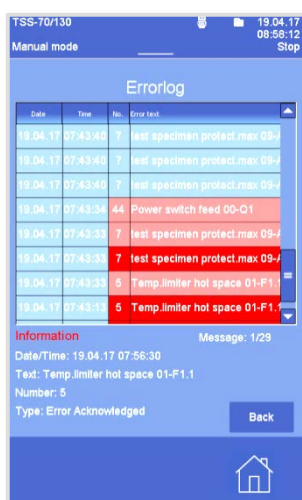 TSS-70/130
19.04.17
08:56:12
Manual mode
Stop
Errorlog
Date Time No. Error text
19.04.17 07:43:40 7 test specimen protect.max 09-A
19.04.17 07:43:40 7 test specimen protect.max 09-A
19.04.17 07:43:40 7 test specimen protect.max 09-A
19.04.17 07:43:34 44 Power switch feed 00-Q1
19.04.17 07:43:33 7 test specimen protect.max 09-A
19.04.17 07:43:33 7 test specimen protect.max 09-A
19.04.17 07:43:33 5 Temp.limiter hot space 01-F1.1
19.04.17 07:43:13 5 Temp.limiter hot space 01-F1.1
Information
Message: 1/29
Date/Time: 19.04.17 07:56:30
Text: Temp.limiter hot space 01-F1.1
Number: 5
Type: Error Acknowledged
Back